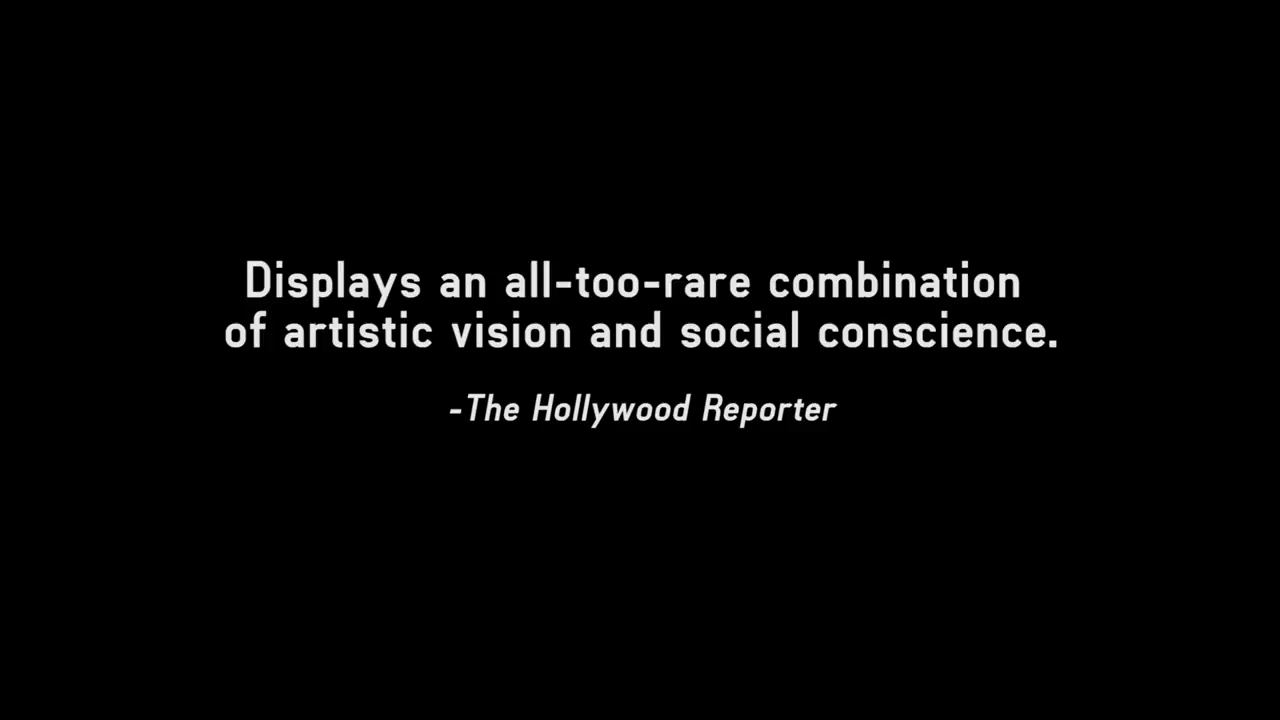 Displays an all-too-rare combination
of artistic vision and social conscience.
-The Hollywood Reporter